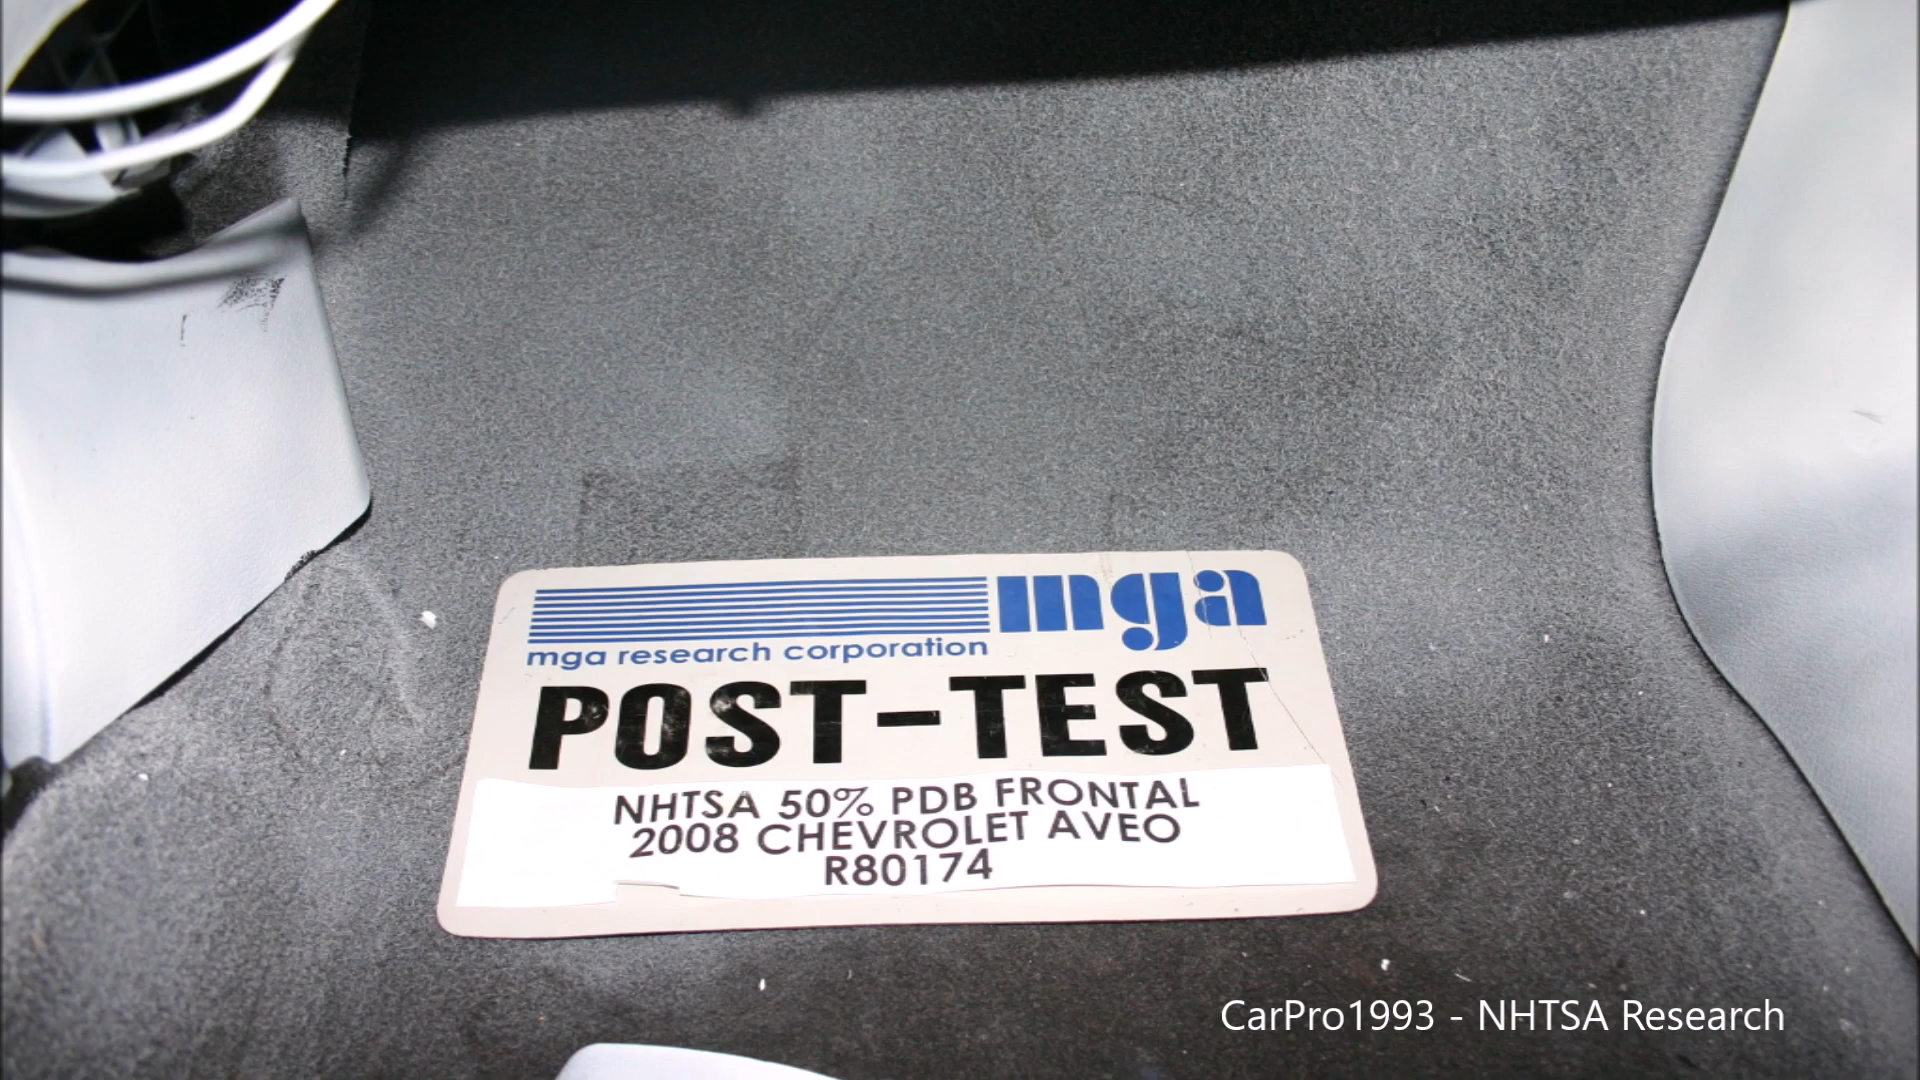 mga
mga research corporation
POST-TEST
NHTSA 50% PDB FRONTAL
2008 CHEVROLET AVEO
R80174
CarPro1993 - NHTSA Research